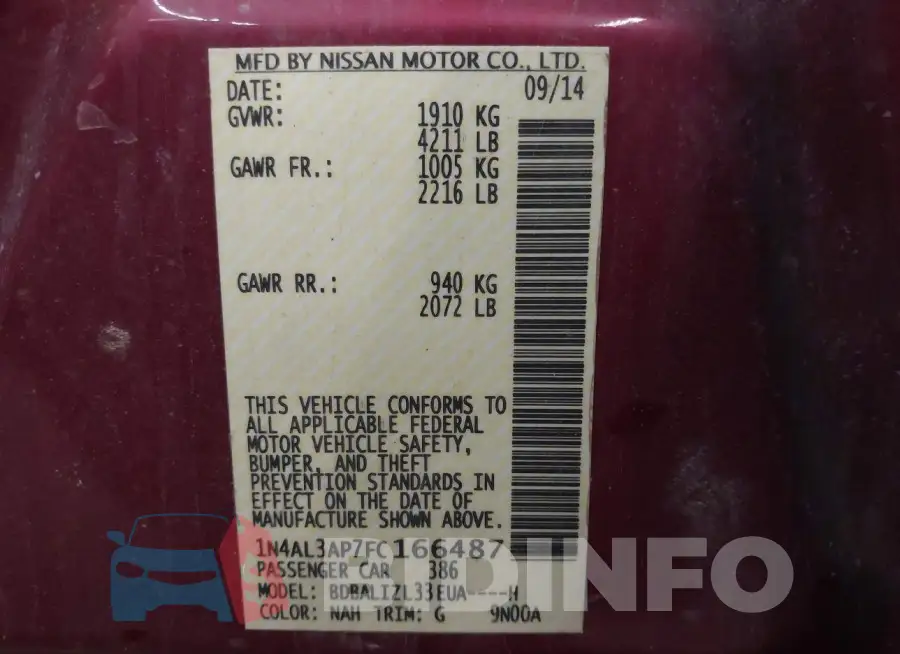 MFD BY NISSAN MOTOR CO., LTD.
DATE: 09/14
GVWR: 1910 KG
4211 LB
GAWR FR.: 1005 KG
2216 LB
GAWR RR.: 940 KG
2072 LB
THIS VEHICLE CONFORMS TO
ALL APPLICABLE FEDERAL
MOTOR VEHICLE SAFETY,
BUMPER, AND THEFT
PREVENTION STANDARDS IN
EFFECT ON THE DATE OF
MANUFACTURE SHOWN ABOVE.
1N4AL3AP7FC166487
PASSENGER CAR 386
MODEL: BDBALIZL33EUA----H
COLOR: NAH TRIM: G 9N00A
BIDINFO